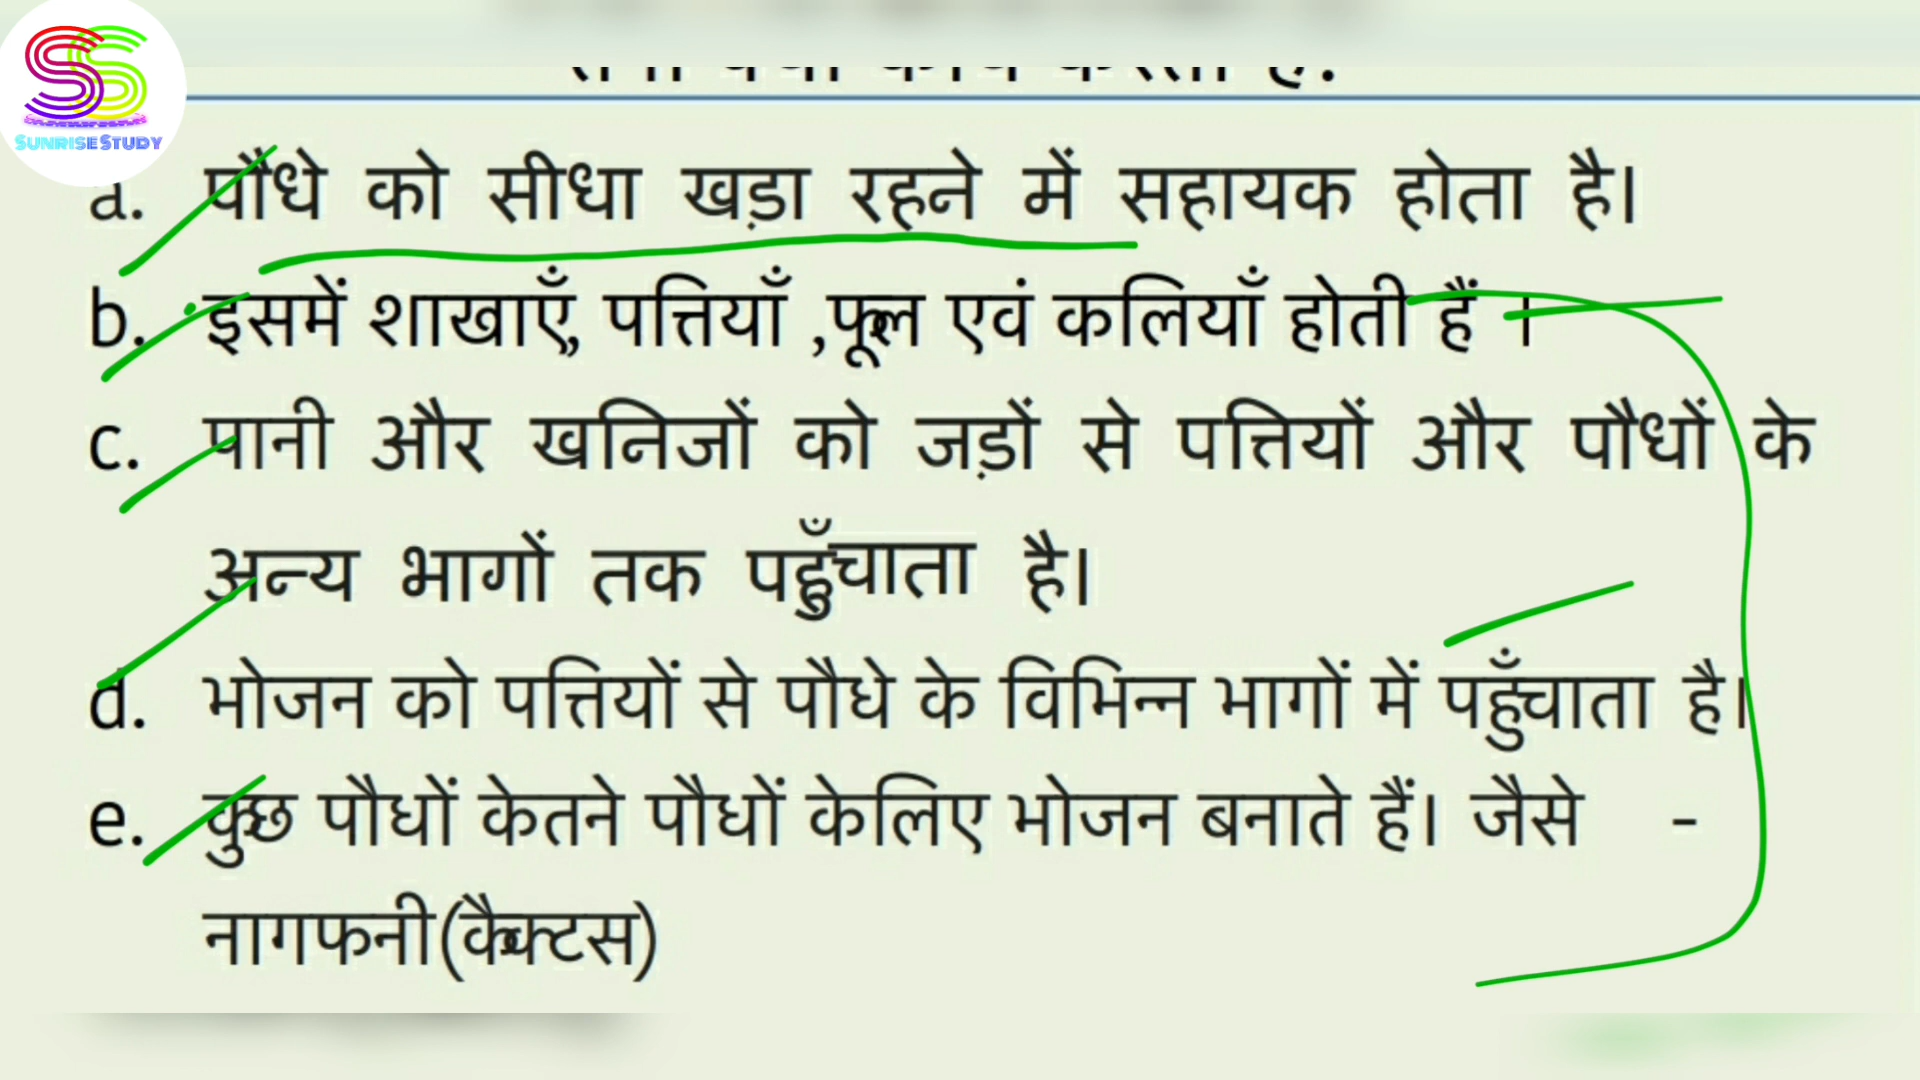 SUNRISESTUDY
a. पौधे को सीधा खड़ा रहने में सहायक होता है।
b. इसमें शाखाएँ, पत्तियाँ ,फूल एवं कलियाँ होती हैं ।
c. पानी और खनिजों को जड़ों से पत्तियों और पौधों के
अन्य भागों तक पहुँचाता है।
d. भोजन को पत्तियों से पौधे के विभिन्न भागों में पहुँचाता है।
e. कुछ पौधों केतने पौधों केलिए भोजन बनाते हैं। जैसे -
नागफनी(कैक्टस)